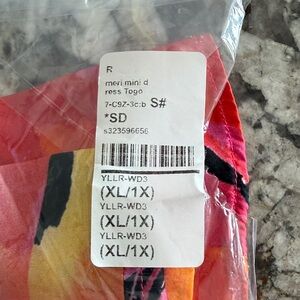 R
meri mini d
ress Togo
7-C9Z-3c:b S#
*SD
s323596656
YLLR-WD3
(XL/1X)
YLLR-WD3
(XL/1X)
YLLR-WD3
(XL/1X)